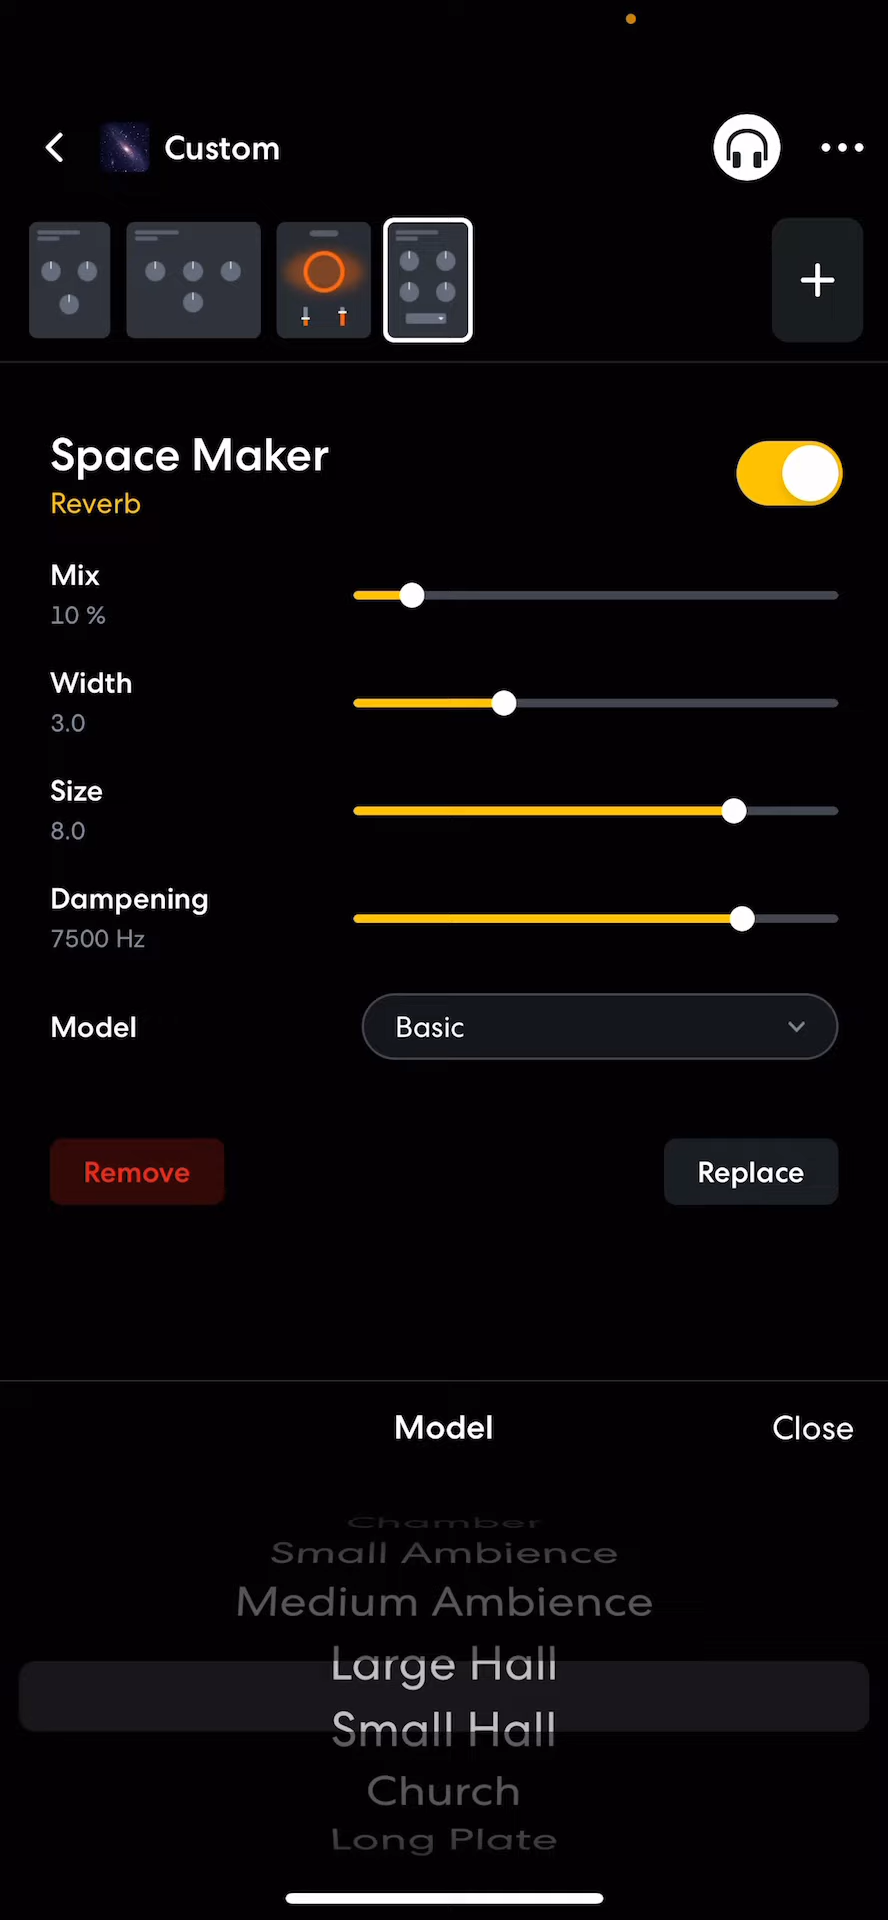 Custom
Space Maker
Reverb
Mix
10 %
Width
3.0
Size
8.0
Dampening
7500 Hz
Model
Basic
Remove
Replace
Model
Close
Chamber
Small Ambience
Medium Ambience
Large Hall
Small Hall
Church
Long Plate